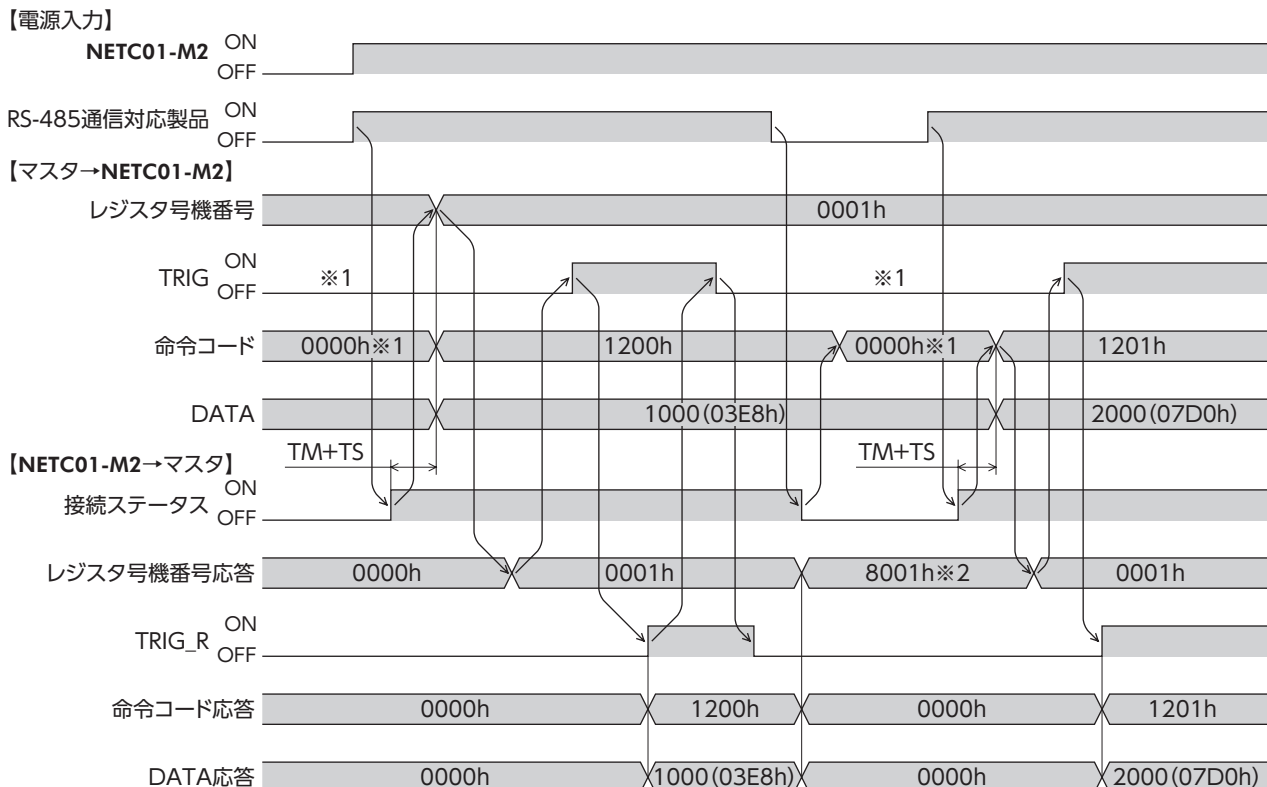 【電源入力】
NETC01-M2 ON
OFF
RS-485通信対応製品 ON
OFF
【マスタ→NETC01-M2】
レジスタ号機番号 0001h
TRIG ON
OFF ※1 ※1
命令コード 0000h※1 1200h 0000h※1 1201h
DATA 1000(03E8h) 2000(07D0h)
【NETC01-M2→マスタ】 TM+TS TM+TS
接続ステータス ON
OFF
レジスタ号機番号応答 0000h 0001h 8001h※2 0001h
TRIG_R ON
OFF
命令コード応答 0000h 1200h 0000h 1201h
DATA応答 0000h 1000(03E8h) 0000h 2000(07D0h)